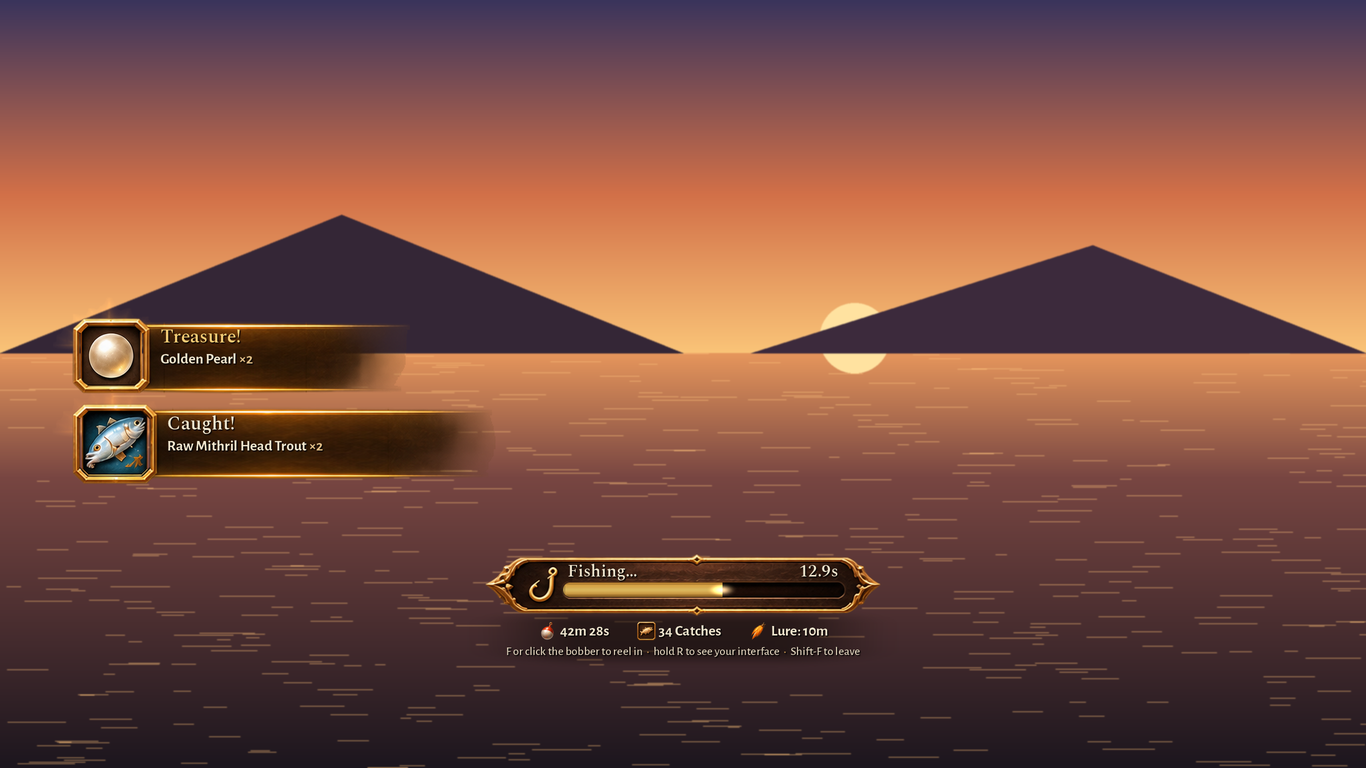 Treasure!
Golden Pearl ×2
Caught!
Raw Mithril Head Trout ×2
Fishing... 12.9s
42m 28s 34 Catches Lure: 10m
F or click the bobber to reel in · hold R to see your interface · Shift-F to leave